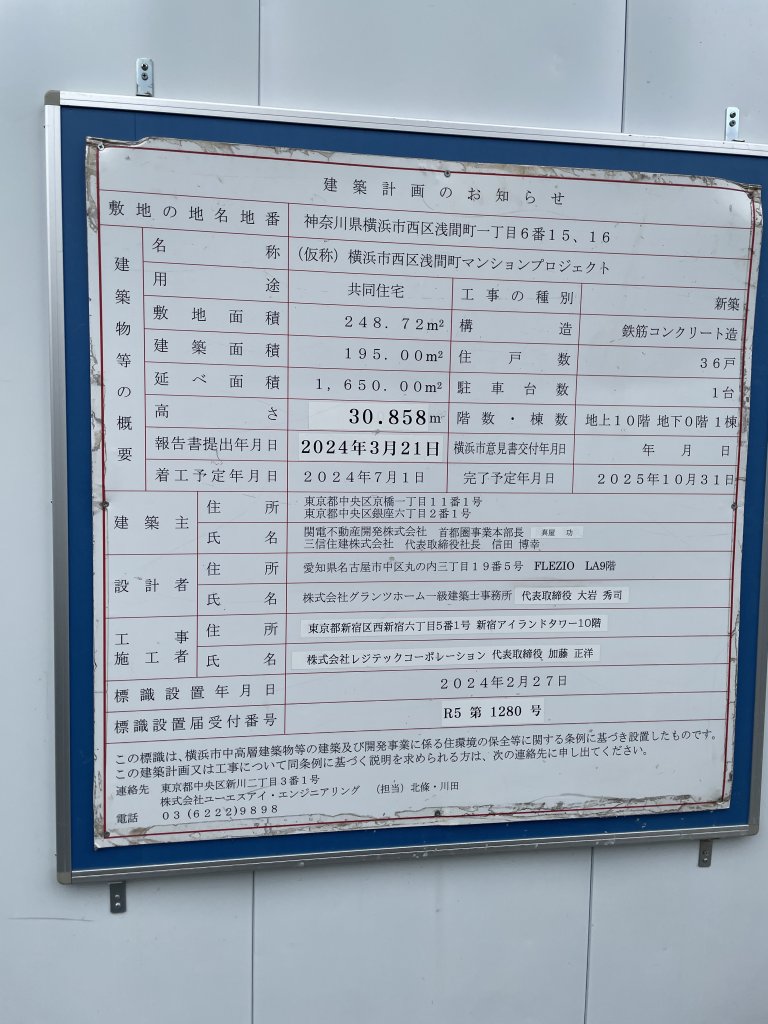 建築計画のお知らせ
敷地の地名地番 神奈川県横浜市西区浅間町一丁目6番15、16
建築物等の概要
名称 (仮称) 横浜市西区浅間町マンションプロジェクト
用途 共同住宅 工事の種別 新築
敷地面積 248.72m² 構造 鉄筋コンクリート造
建築面積 195.00m² 住戸数 36戸
延べ面積 1,650.00m² 駐車台数 1台
高さ 30.858m 階数・棟数 地上10階 地下0階 1棟
報告書提出年月日 2024年3月21日 横浜市意見書交付年月日 年 月 日
着工予定年月日 2024年7月1日 完了予定年月日 2025年10月31日
建築主 住所 東京都中央区京橋一丁目11番1号
東京都中央区銀座六丁目2番1号
氏名 関電不動産開発株式会社 首都圏事業本部長 真屋 功
三信住建株式会社 代表取締役社長 信田 博幸
設計者 住所 愛知県名古屋市中区丸の内三丁目19番5号 FLEZIO LA9階
氏名 株式会社グランツホーム一級建築士事務所 代表取締役 大岩 秀司
工事施工者 住所 東京都新宿区西新宿六丁目5番1号 新宿アイランドタワー10階
氏名 株式会社レジテックコーポレーション 代表取締役 加藤 正洋
標識設置年月日 2024年2月27日
標識設置届受付番号 R5 第 1280 号
この標識は、横浜市中高層建築物等の建築及び開発事業に係る住環境の保全等に関する条例に基づき設置したものです。
この建築計画又は工事について同条例に基づく説明を求められる方は、次の連絡先に申し出てください。
連絡先 東京都中央区新川二丁目3番1号
株式会社ユーエスアイ・エンジニアリング (担当) 北條・川田
電話 03 (6222) 9898